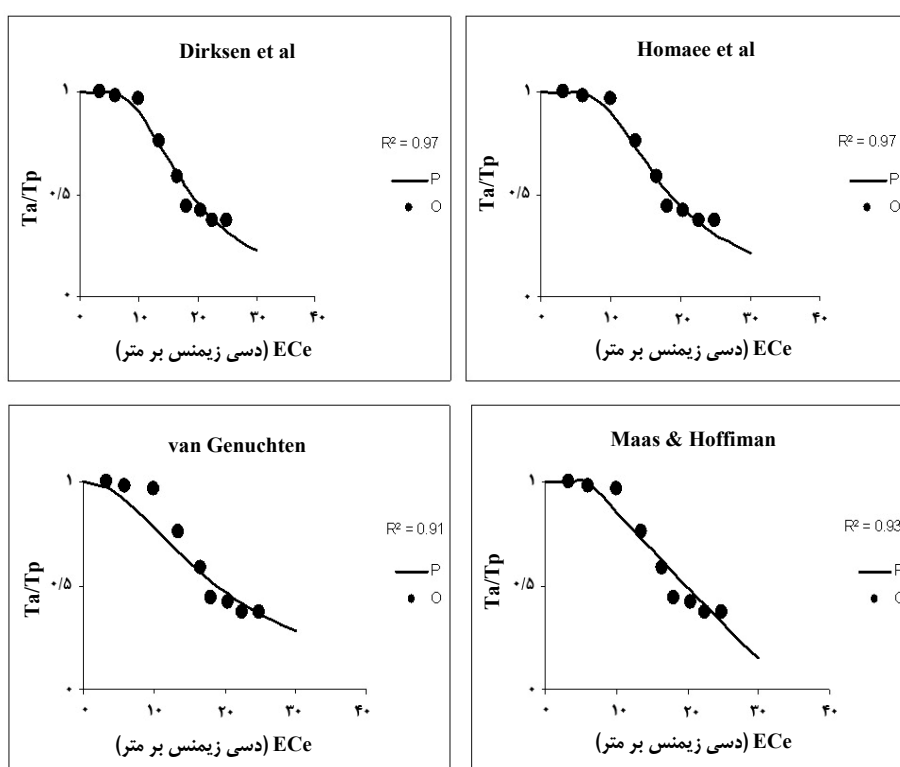 Dirksen et al
۱
۰/۵
۰
Ta/Tp
R² = 0.97
P
O
۰ ۱۰ ۲۰ ۳۰ ۴۰
ECe (دسی زیمنس بر متر)
Homaee et al
۱
۰/۵
۰
Ta/Tp
R² = 0.97
P
O
۰ ۱۰ ۲۰ ۳۰ ۴۰
ECe (دسی زیمنس بر متر)
van Genuchten
۱
۰/۵
۰
Ta/Tp
R² = 0.91
P
O
۰ ۱۰ ۲۰ ۳۰ ۴۰
ECe (دسی زیمنس بر متر)
Maas & Hoffiman
۱
۰/۵
۰
Ta/Tp
R² = 0.93
P
O
۰ ۱۰ ۲۰ ۳۰ ۴۰
ECe (دسی زیمنس بر متر)